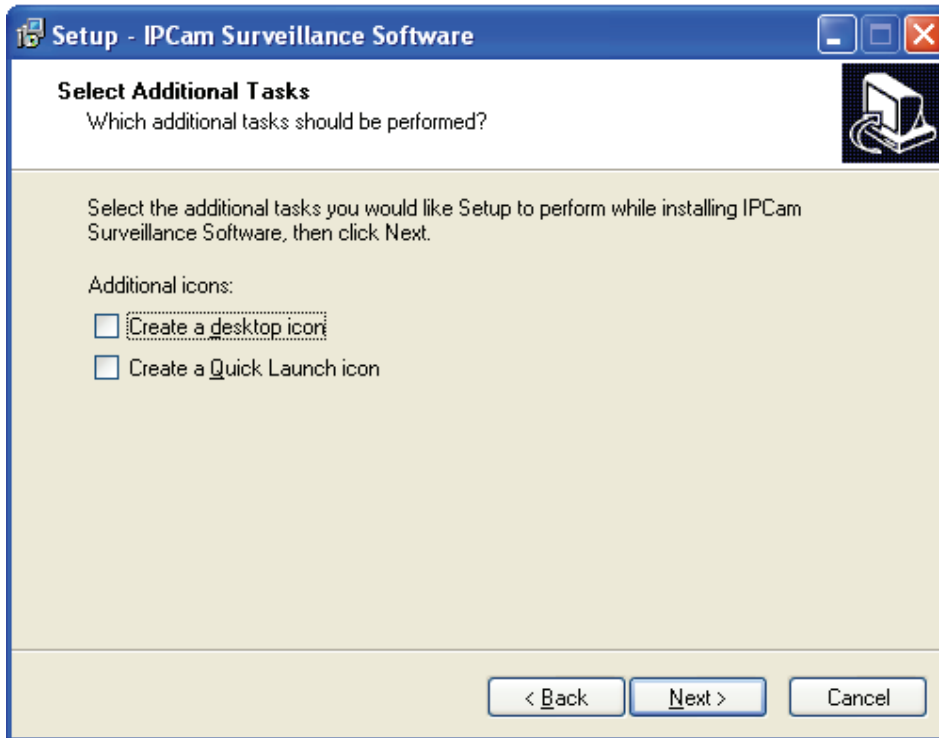 Setup - IPCam Surveillance Software
Select Additional Tasks
Which additional tasks should be performed?
Select the additional tasks you would like Setup to perform while installing IPCam
Surveillance Software, then click Next.
Additional icons:
Create a desktop icon
Create a Quick Launch icon
< Back
Next >
Cancel